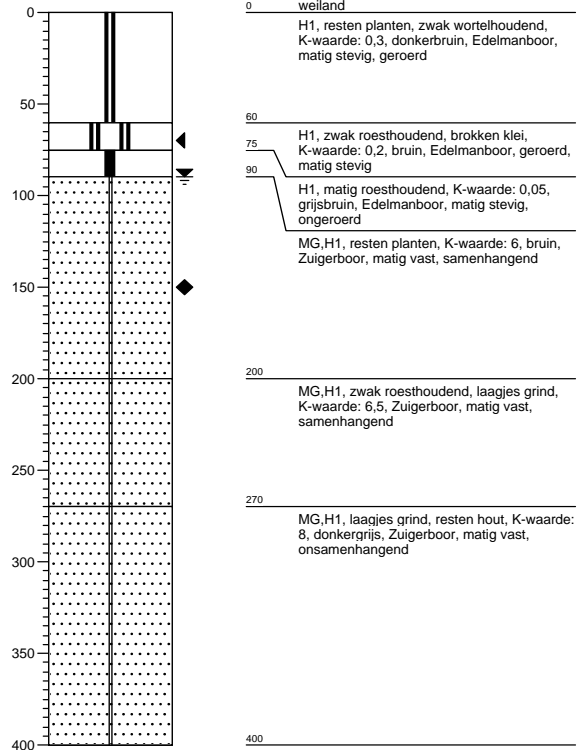 0
50
100
150
200
250
300
350
400
0 weiland
H1, resten planten, zwak wortelhoudend,
K-waarde: 0,3, donkerbruin, Edelmanboor,
matig stevig, geroerd
60
H1, zwak roesthoudend, brokken klei,
75
K-waarde: 0,2, bruin, Edelmanboor, geroerd,
matig stevig
90
H1, matig roesthoudend, K-waarde: 0,05,
grijsbruin, Edelmanboor, matig stevig,
ongeroerd
MG,H1, resten planten, K-waarde: 6, bruin,
Zuigerboor, matig vast, samenhangend
200
MG,H1, zwak roesthoudend, laagjes grind,
K-waarde: 6,5, Zuigerboor, matig vast,
samenhangend
270
MG,H1, laagjes grind, resten hout, K-waarde:
8, donkergrijs, Zuigerboor, matig vast,
onsamenhangend
400